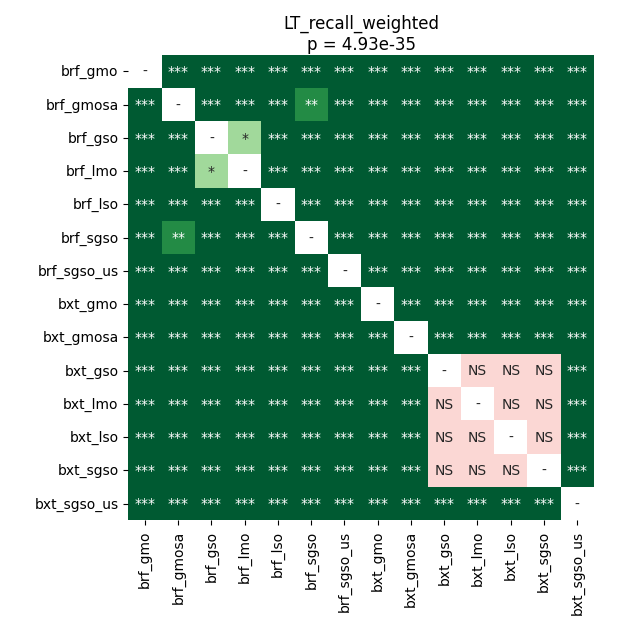 LT_recall_weighted
p = 4.93e-35
brf_gmo - *** *** *** *** *** *** *** *** *** *** *** *** ***
brf_gmosa *** - *** *** *** ** *** *** *** *** *** *** *** ***
brf_gso *** *** - * *** *** *** *** *** *** *** *** *** ***
brf_lmo *** *** * - *** *** *** *** *** *** *** *** *** ***
brf_lso *** *** *** *** - *** *** *** *** *** *** *** *** ***
brf_sgso *** ** *** *** *** - *** *** *** *** *** *** *** ***
brf_sgso_us *** *** *** *** *** *** - *** *** *** *** *** *** ***
bxt_gmo *** *** *** *** *** *** *** - *** *** *** *** *** ***
bxt_gmosa *** *** *** *** *** *** *** *** - *** *** *** *** ***
bxt_gso *** *** *** *** *** *** *** *** *** - NS NS NS ***
bxt_lmo *** *** *** *** *** *** *** *** *** NS - NS NS ***
bxt_lso *** *** *** *** *** *** *** *** *** NS NS - NS ***
bxt_sgso *** *** *** *** *** *** *** *** *** NS NS NS - ***
bxt_sgso_us *** *** *** *** *** *** *** *** *** *** *** *** *** -
brf_gmo
brf_gmosa
brf_gso
brf_lmo
brf_lso
brf_sgso
brf_sgso_us
bxt_gmo
bxt_gmosa
bxt_gso
bxt_lmo
bxt_lso
bxt_sgso
bxt_sgso_us